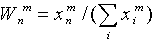 W_n^m = x_n^m / (∑_i x_i^m)